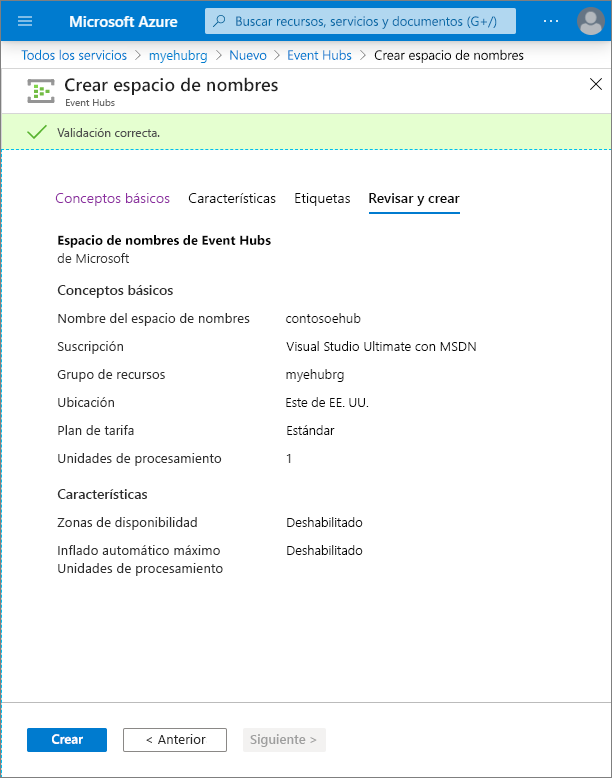 Microsoft Azure
Buscar recursos, servicios y documentos (G+/)
...
Todos los servicios > myehubrg > Nuevo > Event Hubs > Crear espacio de nombres
Crear espacio de nombres
Event Hubs
Validación correcta.
Conceptos básicos Características Etiquetas Revisar y crear
Espacio de nombres de Event Hubs
de Microsoft
Conceptos básicos
Nombre del espacio de nombres contosoehub
Suscripción Visual Studio Ultimate con MSDN
Grupo de recursos myehubrg
Ubicación Este de EE. UU.
Plan de tarifa Estándar
Unidades de procesamiento 1
Características
Zonas de disponibilidad Deshabilitado
Inflado automático máximo Deshabilitado
Unidades de procesamiento
Crear < Anterior Siguiente >